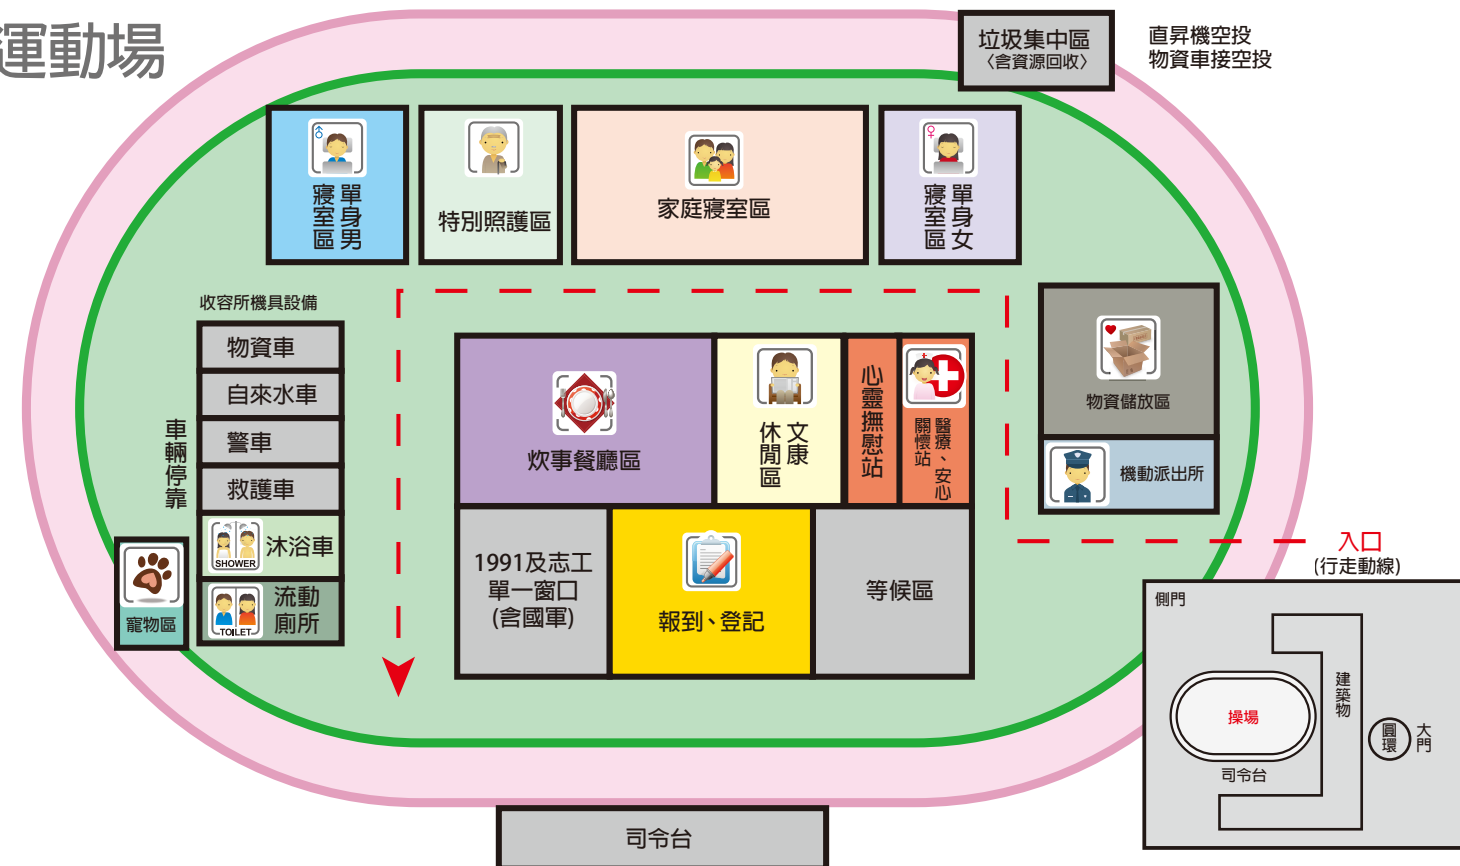 運動場
垃圾集中區
〈含資源回收〉
直昇機空投
物資車接空投
單身男
寢室區
特別照護區
家庭寢室區
單身女
寢室區
收容所機具設備
物資車
自來水車
警車
救護車
SHOWER
沐浴車
TOILET
流動
廁所
車輛停靠
寵物區
炊事餐廳區
文康
休閒區
心靈撫慰站
醫療、安心
關懷站
1991及志工
單一窗口
(含國軍)
報到、登記
等候區
物資儲放區
機動派出所
入口
(行走動線)
側門
建築物
操場
圓環
大門
司令台
司令台